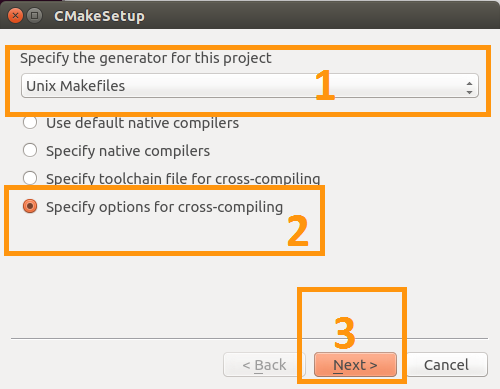 CMakeSetup
Specify the generator for this project
Unix Makefiles
1
Use default native compilers
Specify native compilers
Specify toolchain file for cross-compiling
Specify options for cross-compiling
2
3
< Back
Next >
Cancel